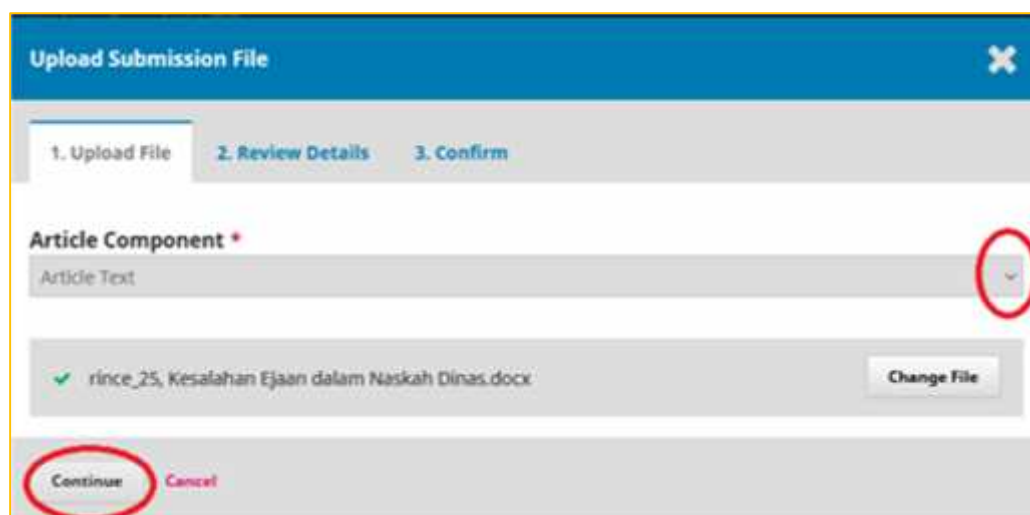 Upload Submission File
1. Upload File 2. Review Details 3. Confirm
Article Component *
Article Text
rince_25, Kesalahan Ejaan dalam Naskah Dinas.docx Change File
Continue Cancel